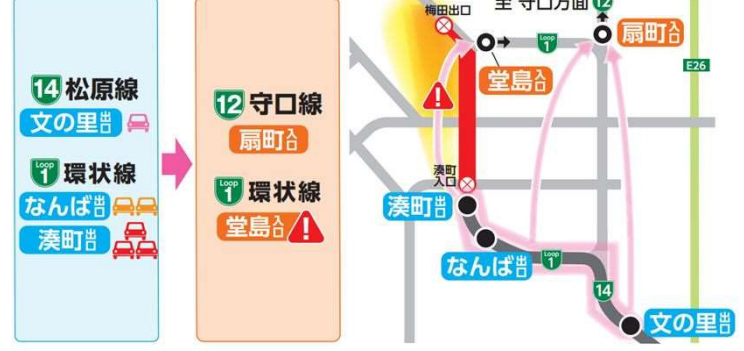 14 松原線
文の里出口
Loop 1 環状線
なんば出口
湊町出口
12 守口線
扇町入口
Loop 1 環状線
堂島入口
!
梅田出口
至 守口方面 12
Loop 1
扇町入口
堂島入口
E26
!
湊町
入口
湊町出口
なんば出口
Loop 1
14
文の里出口